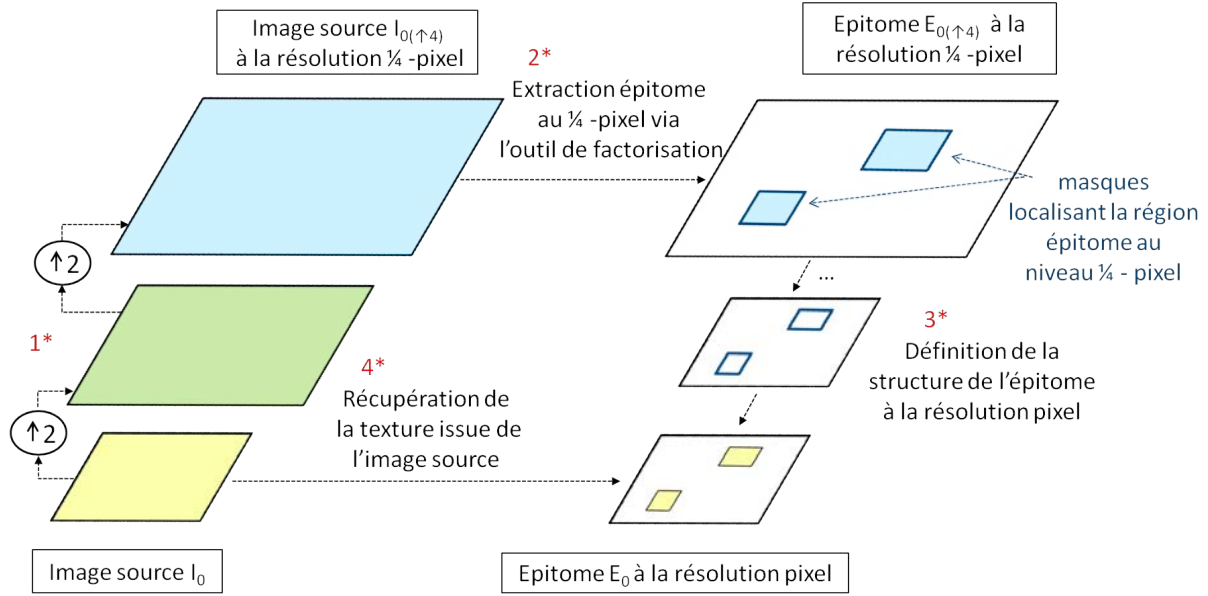 Image source I0(↑4)
à la résolution ¼ -pixel
2*
Extraction épitome
au ¼ -pixel via
l'outil de factorisation
Epitome E0(↑4) à la
résolution ¼ -pixel
masques
localisant la région
épitome au
niveau ¼ - pixel
↑2
...
1*
4*
Récupération de
la texture issue de
l'image source
3*
Définition de la
structure de l'épitome
à la résolution pixel
↑2
Image source I0
Epitome E0 à la résolution pixel